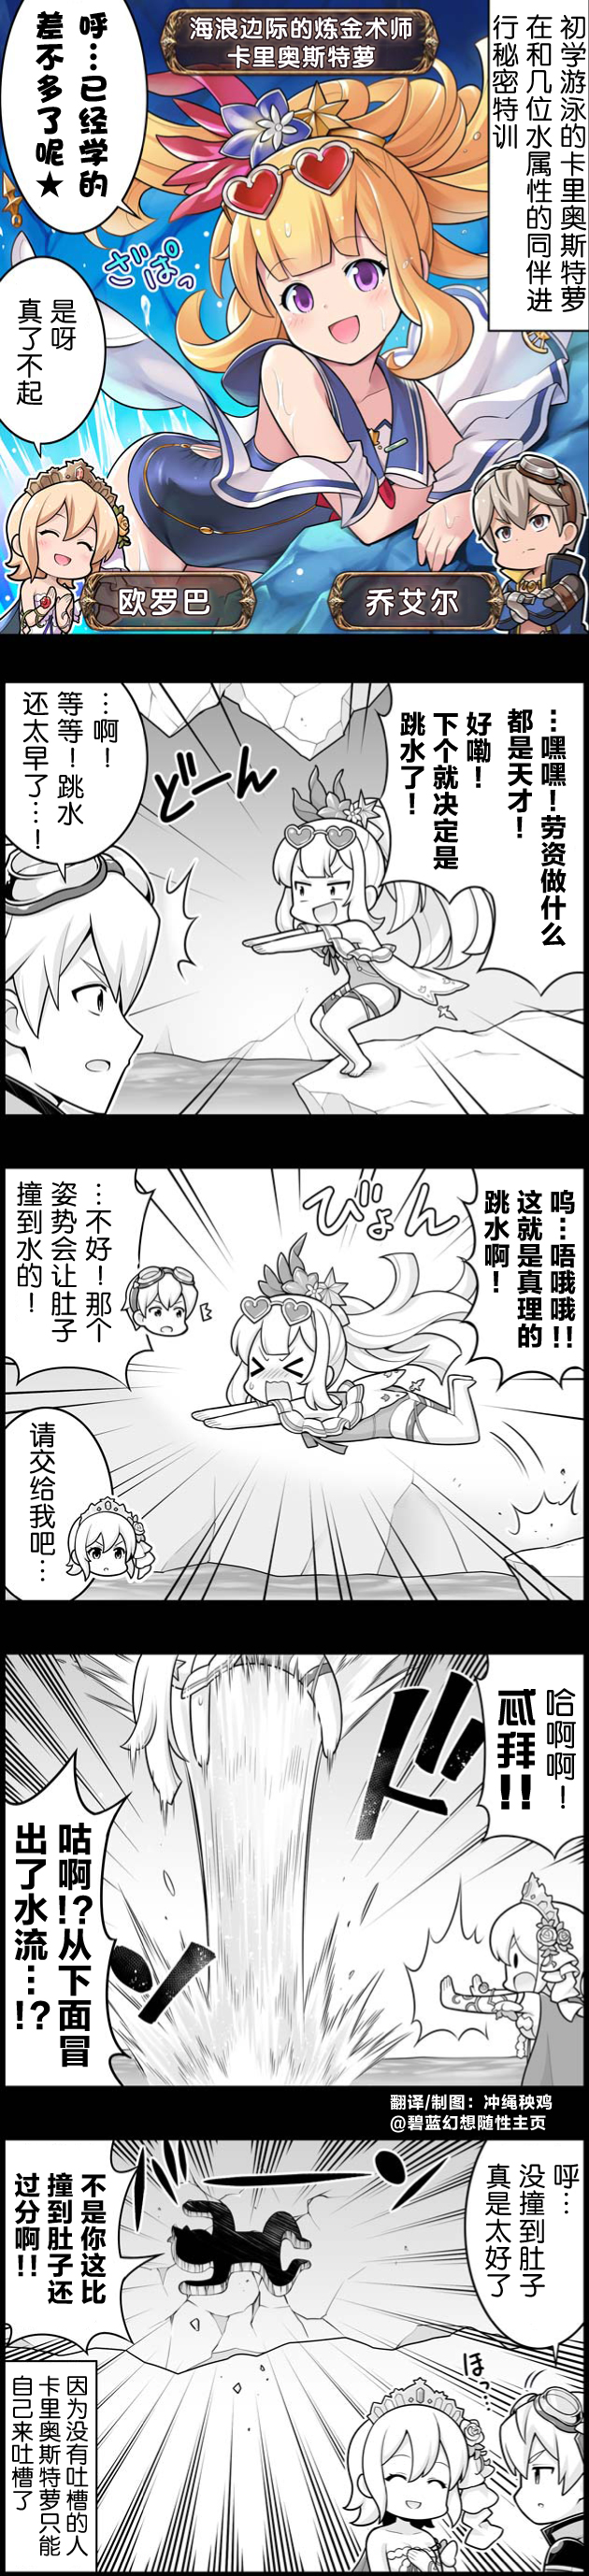 初学游泳的卡里奥斯特萝
在和几位水属性的同伴进
行秘密特训
海浪边际的炼金术师
卡里奥斯特萝
呼…已经学的
差不多了呢★
ざぱっ
是呀
真了不起
欧罗巴
乔艾尔
…嘿嘿！劳资做什么
都是天才！
好嘞！
下个就决定是
跳水了！
どーん
…啊！
等等！跳水
还太早了…！
呜…唔哦哦!!
这就是真理的
跳水啊！
びょーん
…不好！那个
姿势会让肚子
撞到水的！
请交给我吧…
哈啊啊！
忒拜!!
ドッ
咕啊!?从下面冒
出了水流…!?
翻译/制图：冲绳秧鸡
@碧蓝幻想随性主页
呼…
没撞到肚子
真是太好了
不是你这比
撞到肚子还
过分啊!!
ほっ…
因为没有吐槽的人
卡里奥斯特萝只能
自己来吐槽了